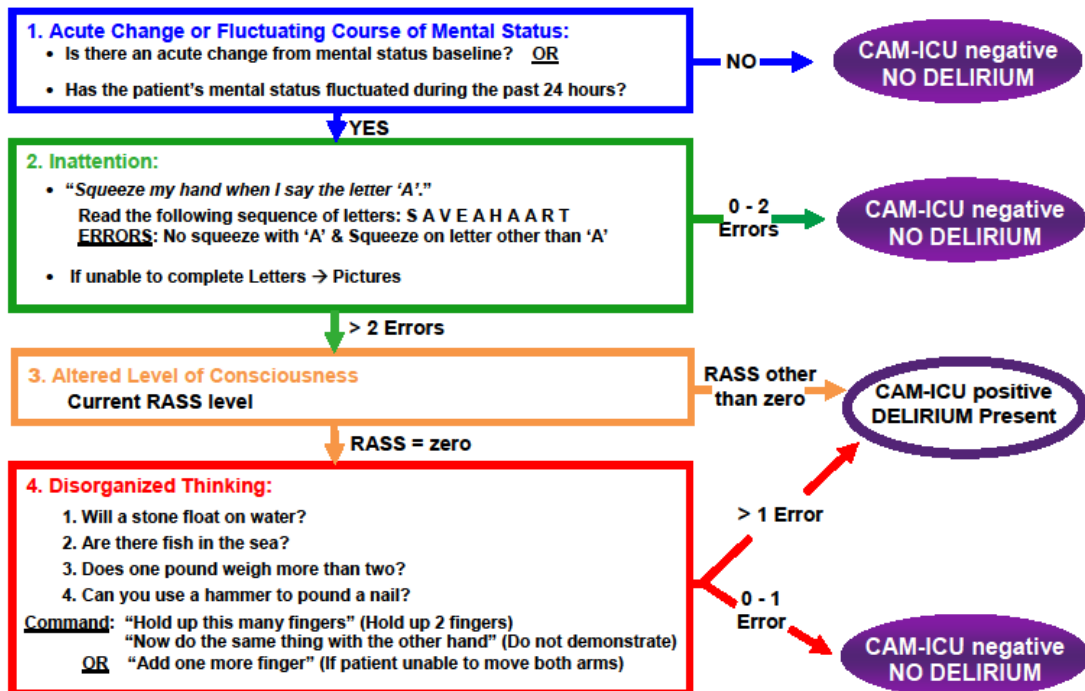 1. Acute Change or Fluctuating Course of Mental Status:
• Is there an acute change from mental status baseline? OR
• Has the patient’s mental status fluctuated during the past 24 hours?
NO
CAM-ICU negative
NO DELIRIUM
YES
2. Inattention:
• “Squeeze my hand when I say the letter ‘A’.”
Read the following sequence of letters: S A V E A H A A R T
ERRORS: No squeeze with ‘A’ & Squeeze on letter other than ‘A’
• If unable to complete Letters → Pictures
0 - 2
Errors
CAM-ICU negative
NO DELIRIUM
> 2 Errors
3. Altered Level of Consciousness
Current RASS level
RASS other
than zero
CAM-ICU positive
DELIRIUM Present
RASS = zero
4. Disorganized Thinking:
1. Will a stone float on water?
2. Are there fish in the sea?
3. Does one pound weigh more than two?
4. Can you use a hammer to pound a nail?
Command: “Hold up this many fingers” (Hold up 2 fingers)
“Now do the same thing with the other hand” (Do not demonstrate)
OR “Add one more finger” (If patient unable to move both arms)
> 1 Error
0 - 1
Error
CAM-ICU negative
NO DELIRIUM